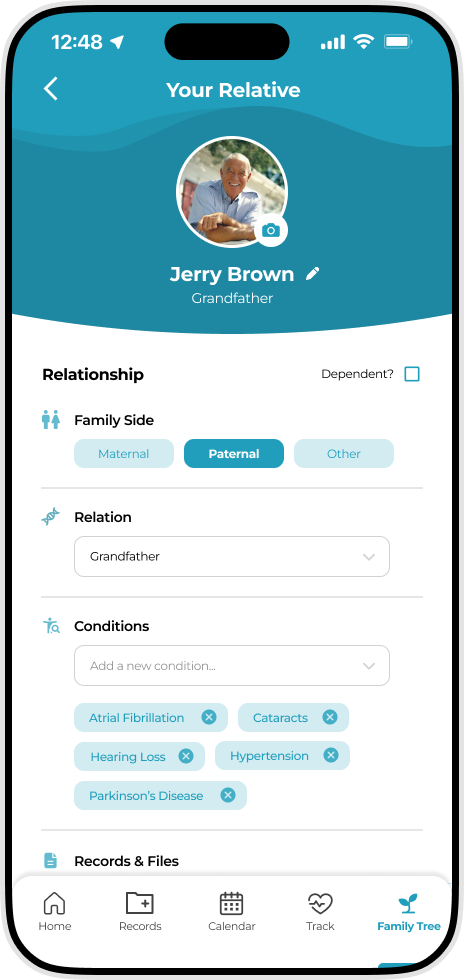 12:48
Your Relative
Jerry Brown
Grandfather
Relationship
Dependent?
Family Side
Maternal
Paternal
Other
Relation
Grandfather
Conditions
Add a new condition...
Atrial Fibrillation
Cataracts
Hearing Loss
Hypertension
Parkinson's Disease
Records & Files
Home
Records
Calendar
Track
Family Tree